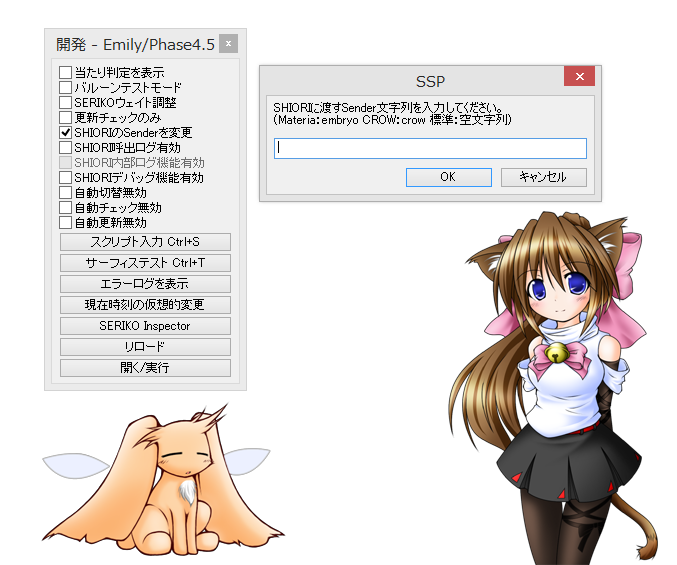 開発 - Emily/Phase4.5
x
当たり判定を表示
バルーンテストモード
SERIKOウェイト調整
更新チェックのみ
SHIORIのSenderを変更
SHIORI呼出ログ有効
SHIORI内部ログ機能有効
SHIORIデバッグ機能有効
自動切替無効
自動チェック無効
自動更新無効
スクリプト入力 Ctrl+S
サーフィステスト Ctrl+T
エラーログを表示
現在時刻の仮想的変更
SERIKO Inspector
リロード
開く/実行
SSP
SHIORIに渡すSender文字列を入力してください。
(Materia:embryo CROW:crow 標準:空文字列)
OK
キャンセル